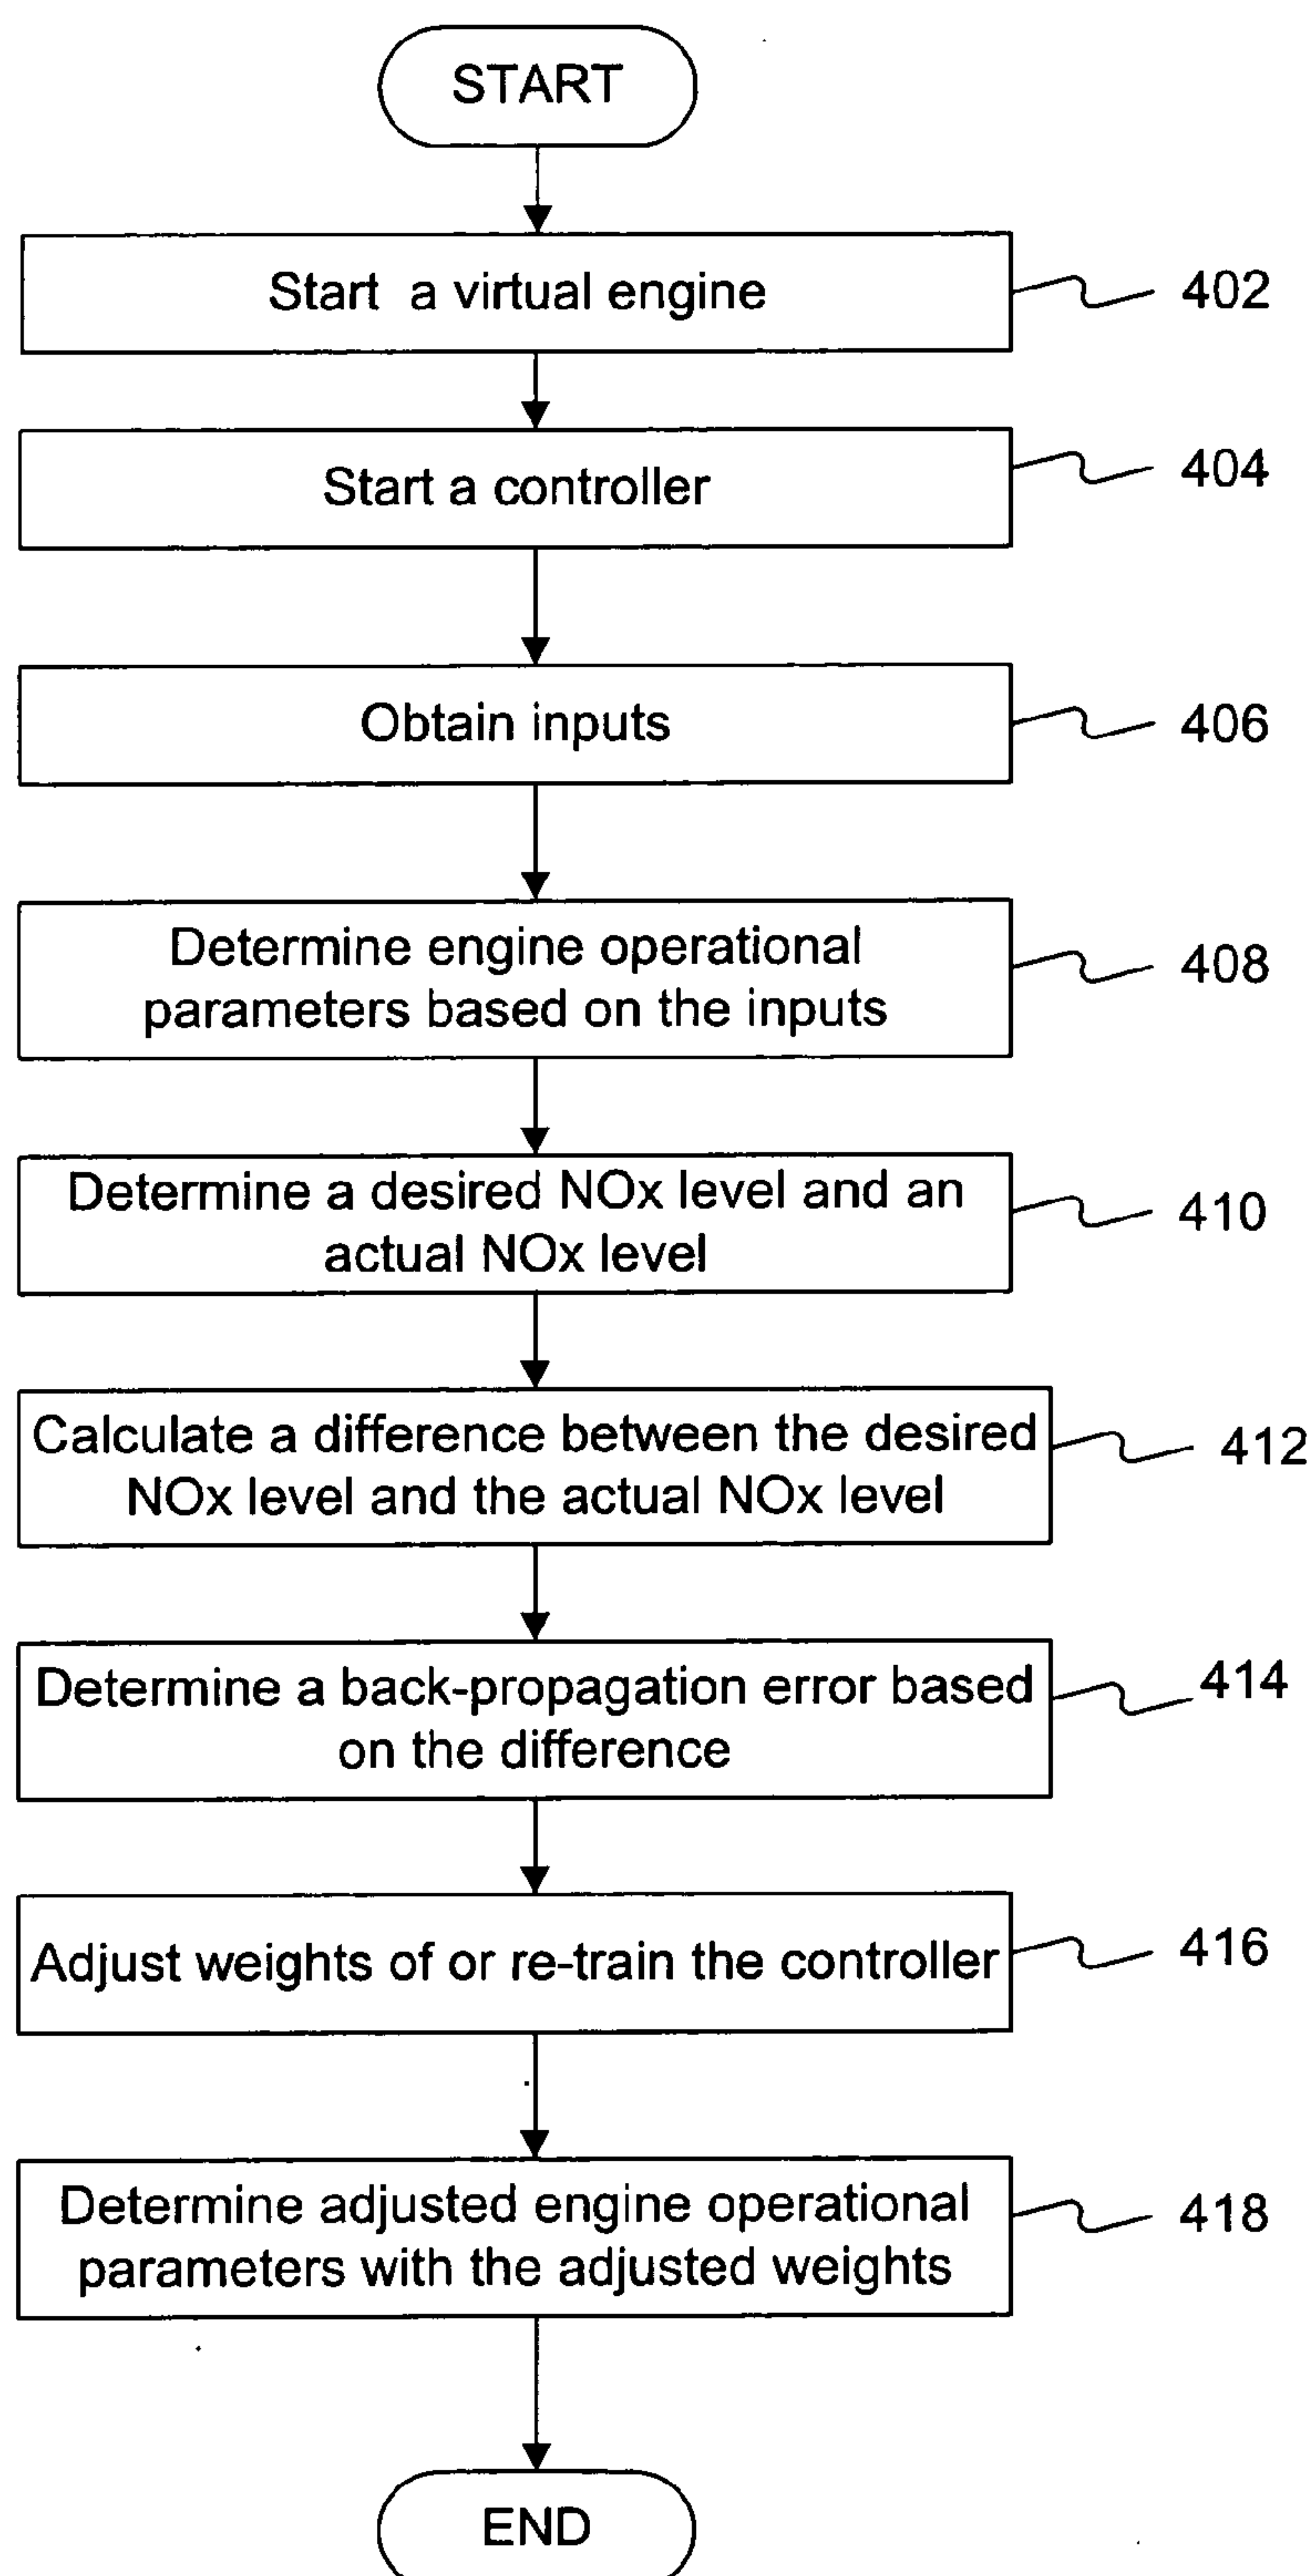 START
Start a virtual engine
402
Start a controller
404
Obtain inputs
406
Determine engine operational
parameters based on the inputs
408
Determine a desired NOx level and an
actual NOx level
410
Calculate a difference between the desired
NOx level and the actual NOx level
412
Determine a back-propagation error based
on the difference
414
Adjust weights of or re-train the controller
416
Determine adjusted engine operational
parameters with the adjusted weights
418
END